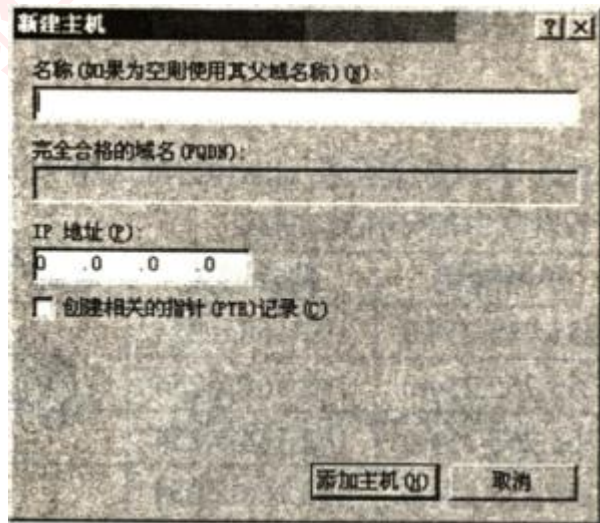 新建主机
名称(如果为空则使用其父域名称)(N):
完全合格的域名(FQDN):
IP 地址(P):
0 .0 .0 .0
创建相关的指针(PTR)记录(C)
添加主机(H) 取消